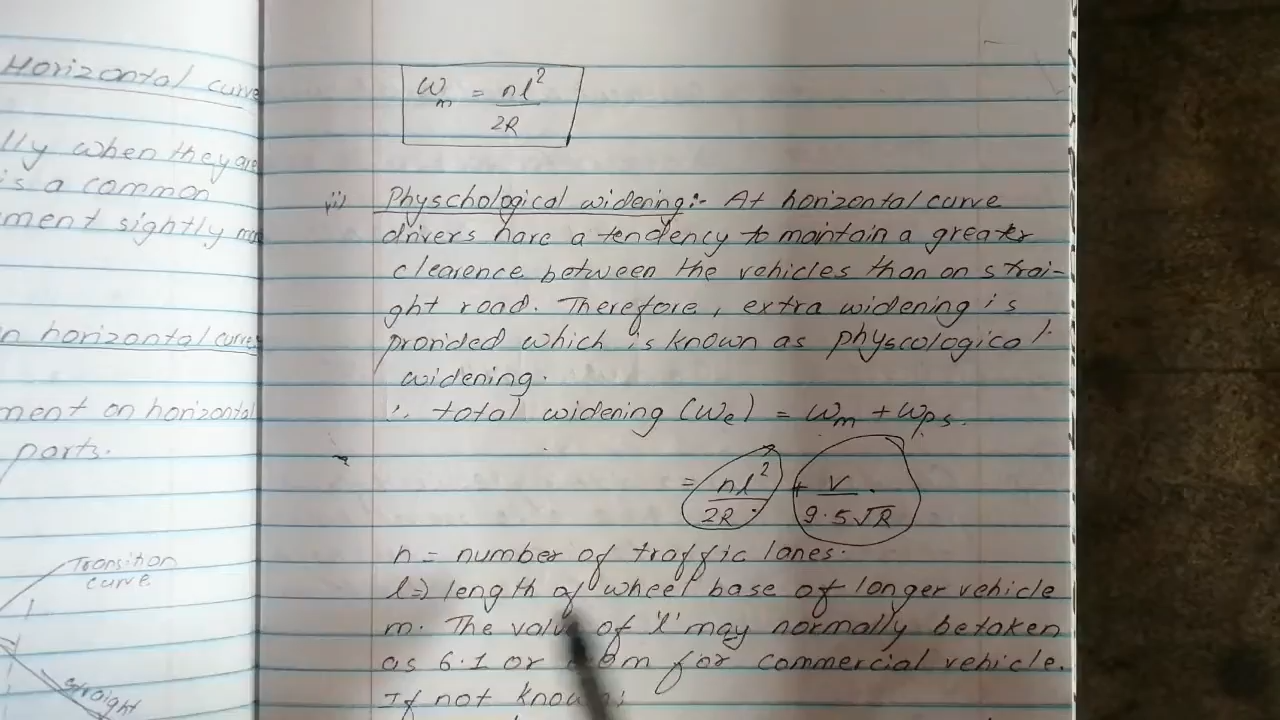 Horizontal curve
lly when they are
is a common
ment sightly
n horizontal curve
ment on horizontal
parts.
Transition
curve
straight
Wm = nl²
2R
ii) Physchological widening:- At horizontal curve
drivers have a tendency to maintain a greater
clearence between the vehicles than on strai-
ght road. Therefore, extra widening is
provided which is known as physcological
widening.
∴ total widening (We) = Wm + Wps.
= nl² + V
2R 9.5√R
n = number of traffic lanes.
l = length of wheel base of longer vehicle
m. The value of 'l' may normally be taken
as 6.1 or m for commercial vehicle.
If not known,